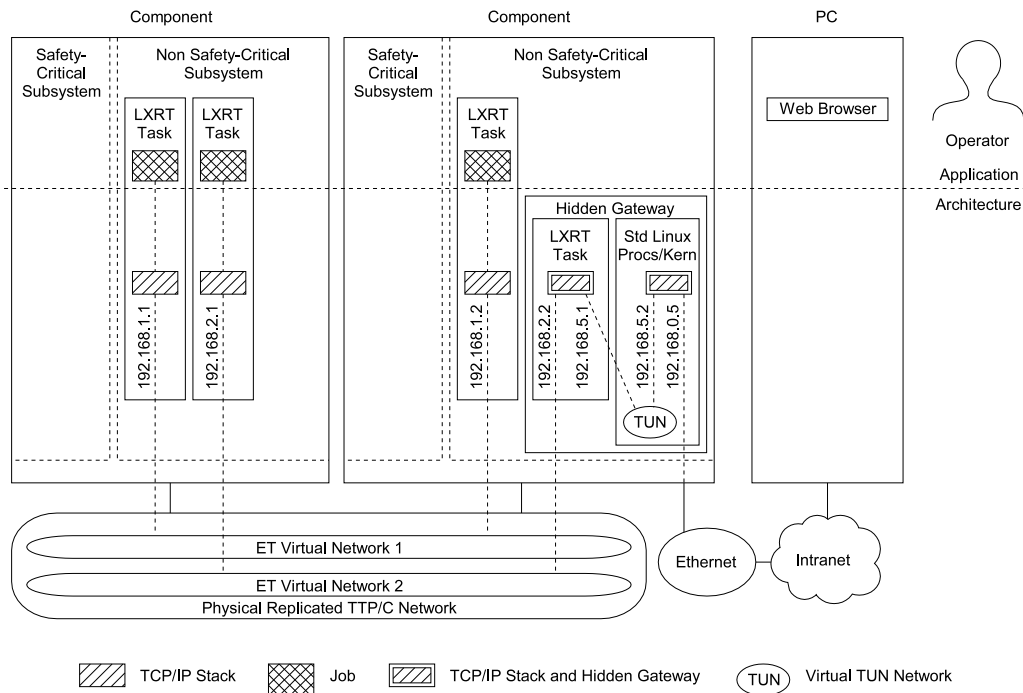 Component
Component
PC
Safety-
Critical
Subsystem
Non Safety-Critical
Subsystem
Safety-
Critical
Subsystem
Non Safety-Critical
Subsystem
LXRT
Task
LXRT
Task
LXRT
Task
Web Browser
Operator
Application
Architecture
Hidden Gateway
LXRT
Task
Std Linux
Procs/Kern
192.168.1.1
192.168.2.1
192.168.1.2
192.168.2.2
192.168.5.1
192.168.5.2
192.168.0.5
TUN
ET Virtual Network 1
ET Virtual Network 2
Physical Replicated TTP/C Network
Ethernet
Intranet
TCP/IP Stack
Job
TCP/IP Stack and Hidden Gateway
TUN
Virtual TUN Network